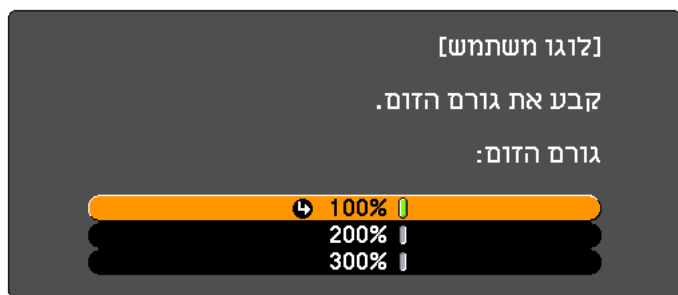 [לוגו משתמש]
קבע את גורם הזום.
גורם הזום:
100%
200%
300%